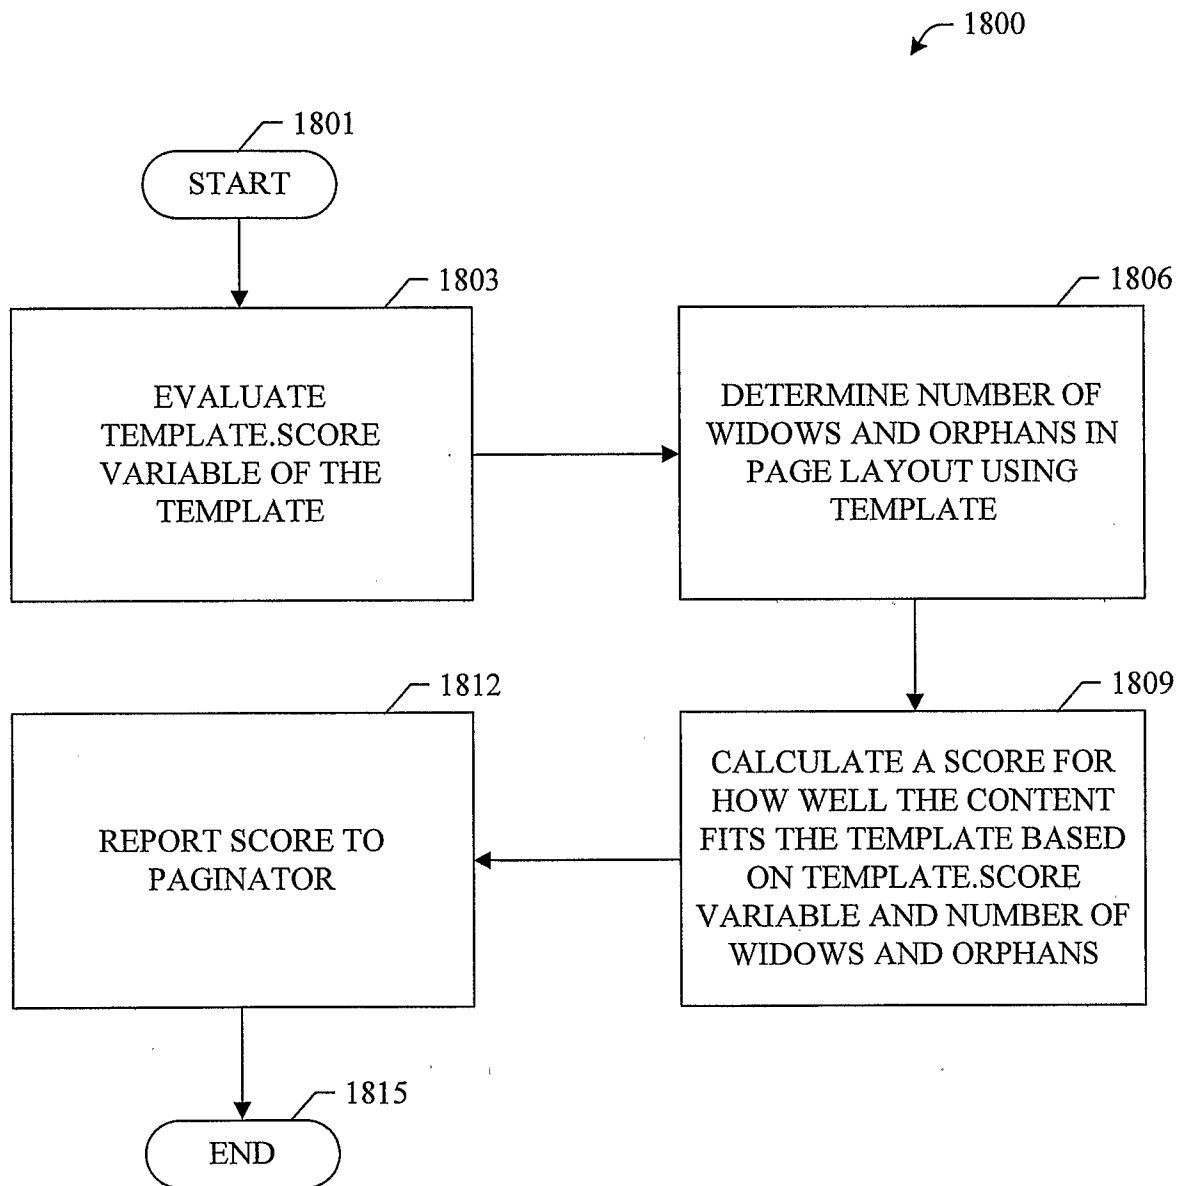 1800
1801
START
1803
EVALUATE
TEMPLATE.SCORE
VARIABLE OF THE
TEMPLATE
1806
DETERMINE NUMBER OF
WIDOWS AND ORPHANS IN
PAGE LAYOUT USING
TEMPLATE
1809
CALCULATE A SCORE FOR
HOW WELL THE CONTENT
FITS THE TEMPLATE BASED
ON TEMPLATE.SCORE
VARIABLE AND NUMBER OF
WIDOWS AND ORPHANS
1812
REPORT SCORE TO
PAGINATOR
1815
END